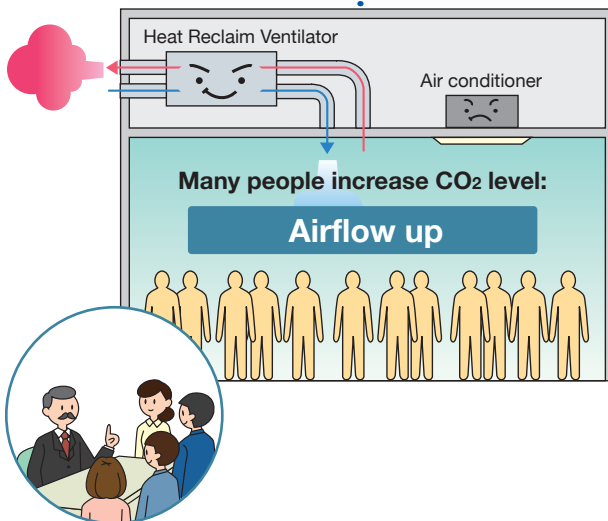 Heat Reclaim Ventilator
Air conditioner
Many people increase CO2 level:
Airflow up